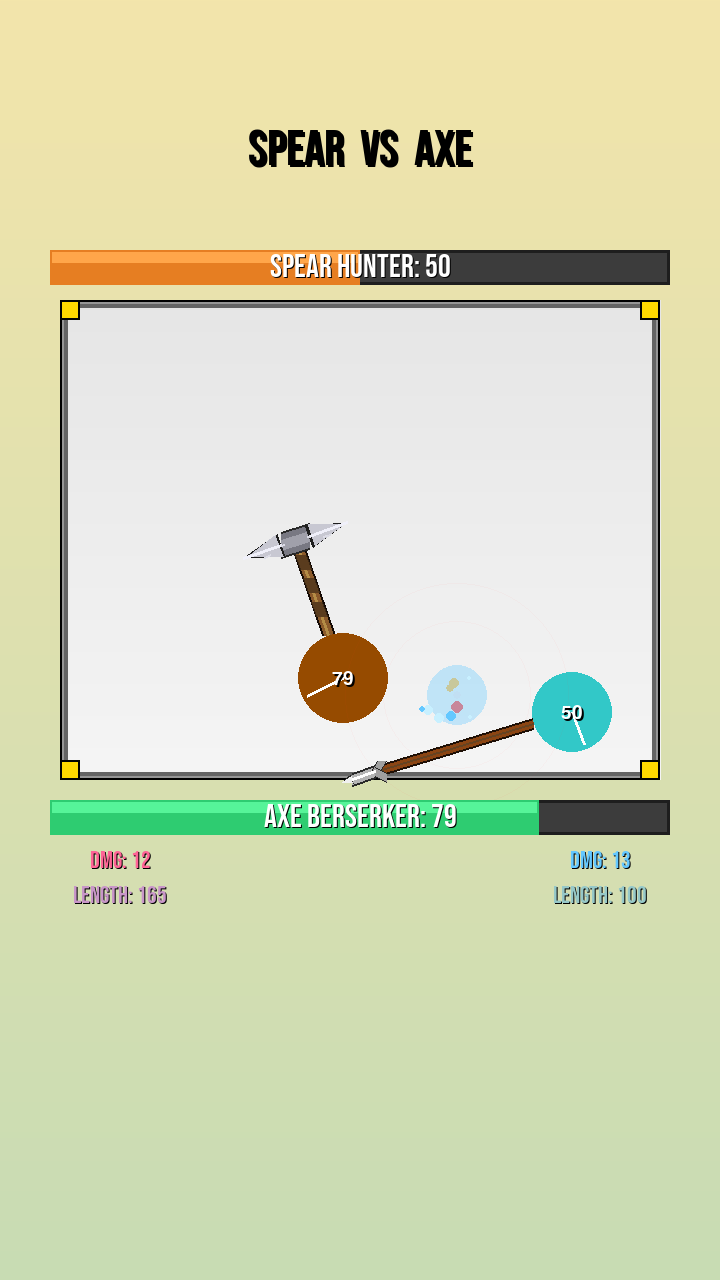 SPEAR VS AXE
SPEAR HUNTER: 50
79
50
AXE BERSERKER: 79
DMG: 12
DMG: 13
LENGTH: 165
LENGTH: 100